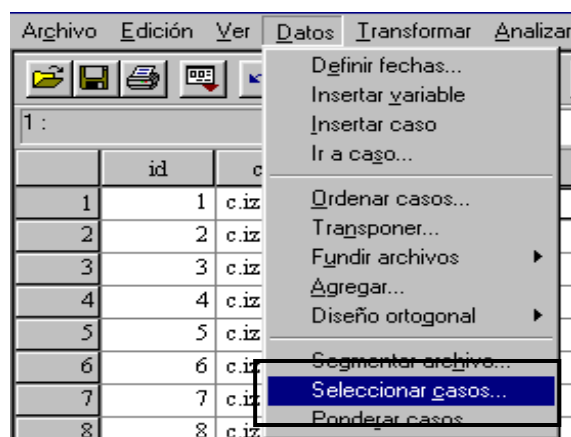 Archivo Edición Ver Datos Transformar Analizar
Definir fechas...
Insertar variable
Insertar caso
Ir a caso...
Ordenar casos...
Transponer...
Fundir archivos
Agregar...
Diseño ortogonal
Segmentar archivo...
Seleccionar casos...
Ponderar casos
1 :
id c
1 1 c.iz
2 2 c.iz
3 3 c.iz
4 4 c.iz
5 5 c.iz
6 6 c.iz
7 7 c.iz
8 8 c.iz